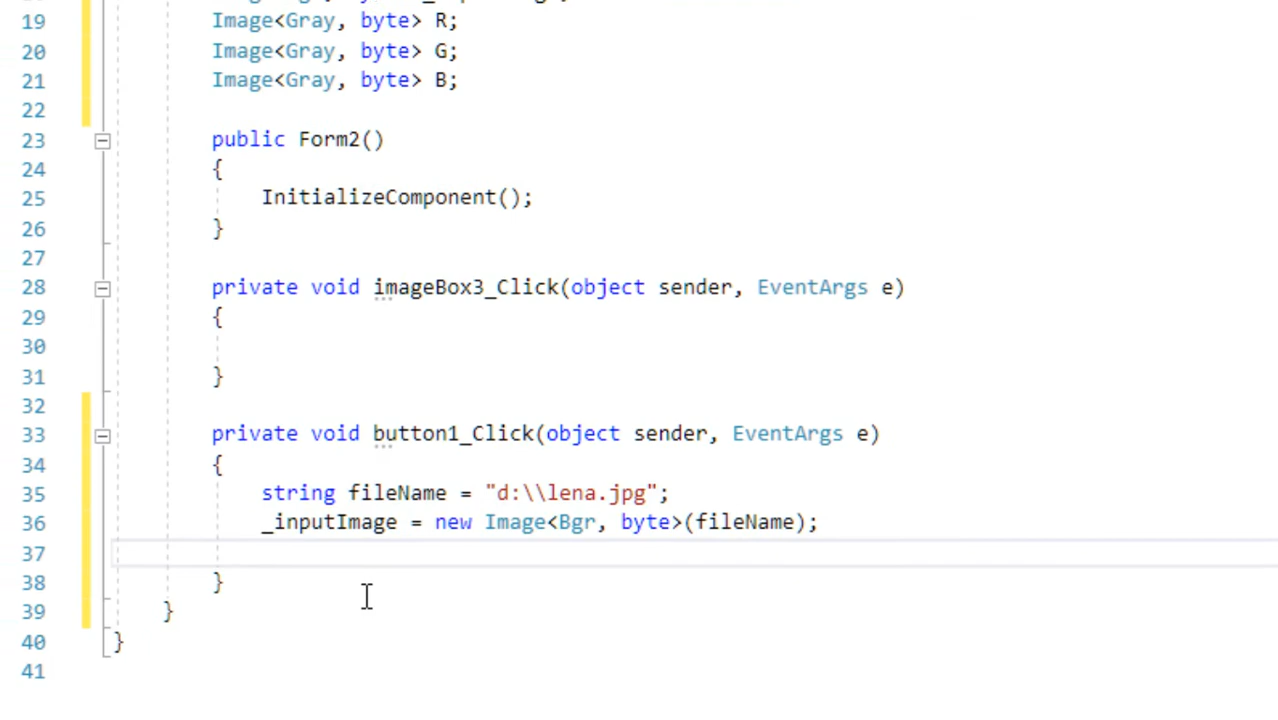 19 Image<Gray, byte> R;
20 Image<Gray, byte> G;
21 Image<Gray, byte> B;
22
23 public Form2()
24 {
25 InitializeComponent();
26 }
27
28 private void imageBox3_Click(object sender, EventArgs e)
29 {
30
31 }
32
33 private void button1_Click(object sender, EventArgs e)
34 {
35 string fileName = "d:\\lena.jpg";
36 _inputImage = new Image<Bgr, byte>(fileName);
37
38 }
39 }
40 }
41